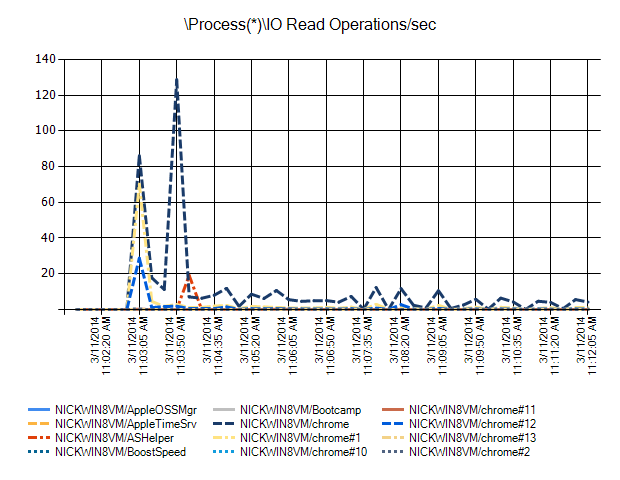 \Process(*)\IO Read Operations/sec
140
120
100
80
60
40
20
3/11/2014
11:02:20 AM
3/11/2014
11:03:05 AM
3/11/2014
11:03:50 AM
3/11/2014
11:04:35 AM
3/11/2014
11:05:20 AM
3/11/2014
11:06:05 AM
3/11/2014
11:06:50 AM
3/11/2014
11:07:35 AM
3/11/2014
11:08:20 AM
3/11/2014
11:09:05 AM
3/11/2014
11:09:50 AM
3/11/2014
11:10:35 AM
3/11/2014
11:11:20 AM
3/11/2014
11:12:05 AM
NICKWIN8VM/AppleOSSMgr
NICKWIN8VM/Bootcamp
NICKWIN8VM/chrome#11
NICKWIN8VM/AppleTimeSrv
NICKWIN8VM/chrome
NICKWIN8VM/chrome#12
NICKWIN8VM/ASHelper
NICKWIN8VM/chrome#1
NICKWIN8VM/chrome#13
NICKWIN8VM/BoostSpeed
NICKWIN8VM/chrome#10
NICKWIN8VM/chrome#2